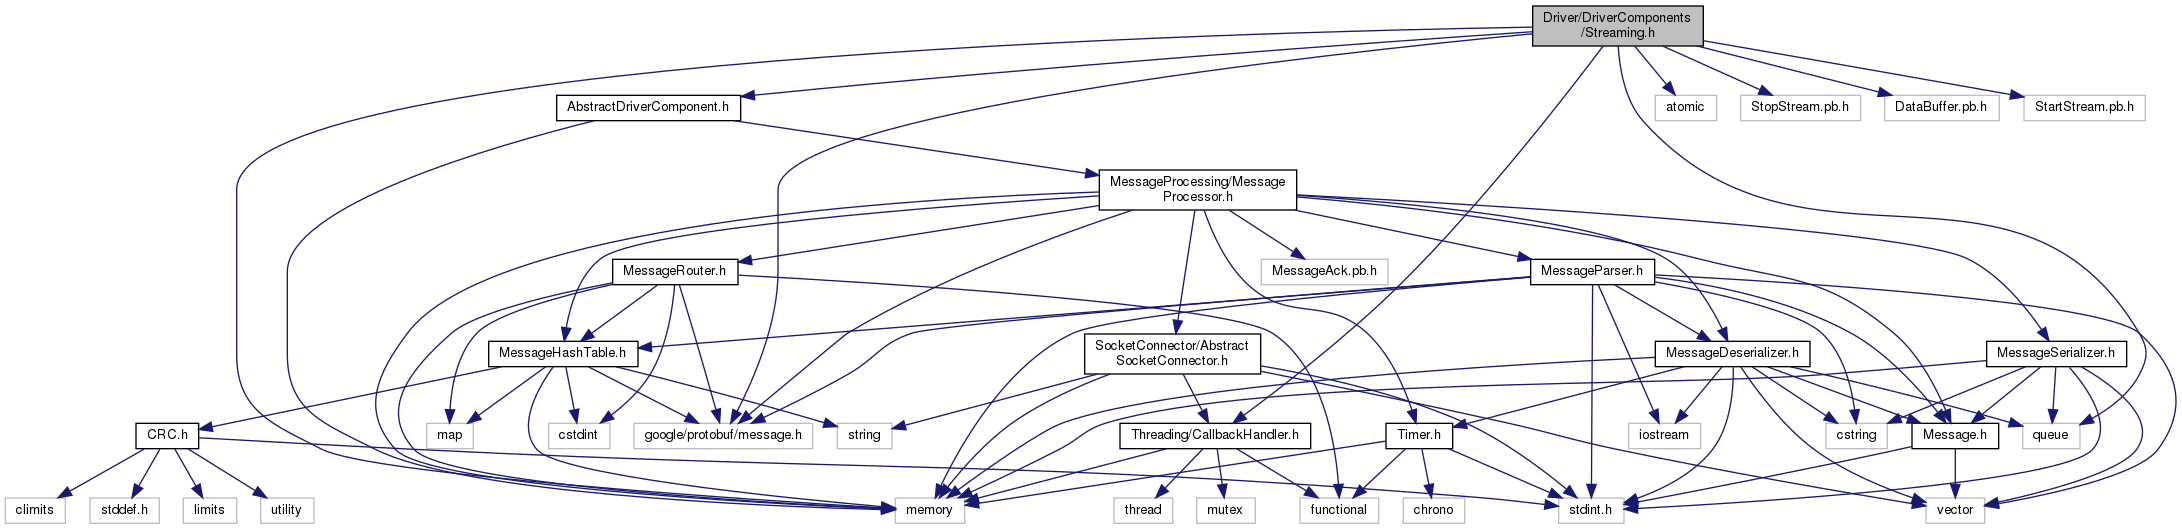 Driver/DriverComponents
/Streaming.h
AbstractDriverComponent.h
atomic
StopStream.pb.h
DataBuffer.pb.h
StartStream.pb.h
MessageProcessing/Message
Processor.h
MessageRouter.h
MessageAck.pb.h
MessageParser.h
MessageHashTable.h
SocketConnector/Abstract
SocketConnector.h
MessageDeserializer.h
MessageSerializer.h
CRC.h
map
cstdint
google/protobuf/message.h
string
Threading/CallbackHandler.h
Timer.h
iostream
cstring
Message.h
queue
climits
stddef.h
limits
utility
memory
thread
mutex
functional
chrono
stdint.h
vector